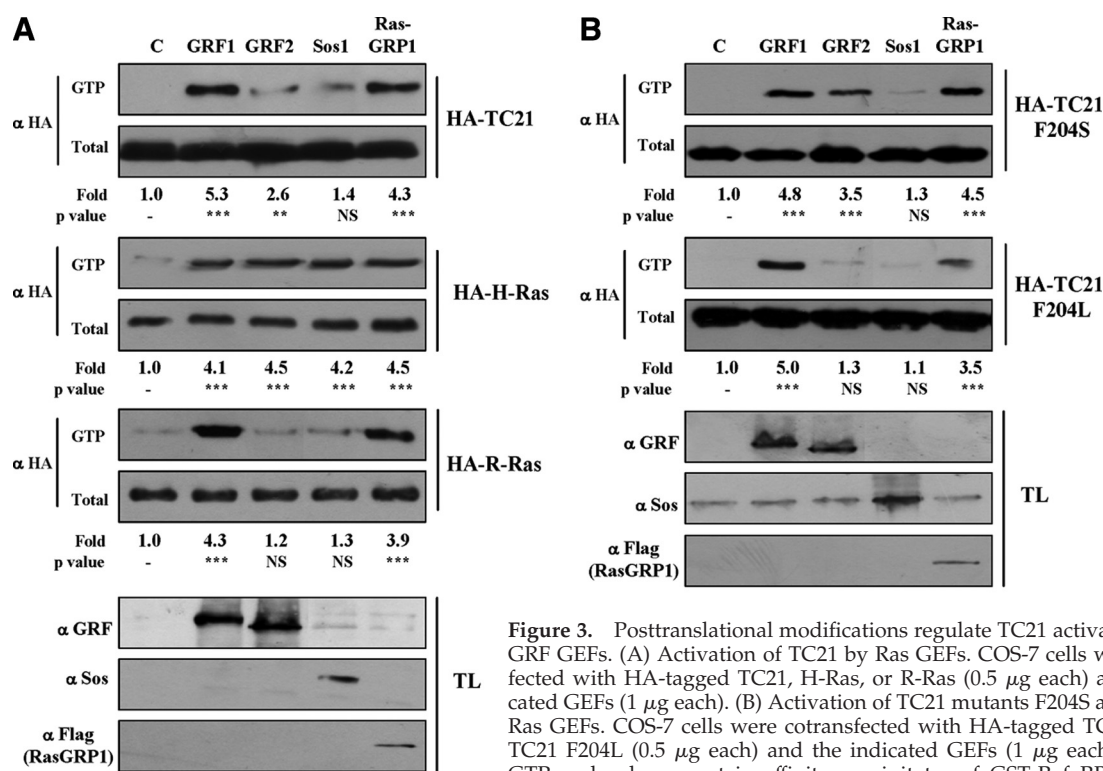 A
C GRF1 GRF2 Sos1 Ras-GRP1
α HA
GTP
Total
HA-TC21
Fold 1.0 5.3 2.6 1.4 4.3
p value - *** ** NS ***
α HA
GTP
Total
HA-H-Ras
Fold 1.0 4.1 4.5 4.2 4.5
p value - *** *** *** ***
α HA
GTP
Total
HA-R-Ras
Fold 1.0 4.3 1.2 1.3 3.9
p value - *** NS NS ***
α GRF
α Sos
α Flag
(RasGRP1)
TL
B
C GRF1 GRF2 Sos1 Ras-GRP1
α HA
GTP
Total
HA-TC21
F204S
Fold 1.0 4.8 3.5 1.3 4.5
p value - *** *** NS ***
α HA
GTP
Total
HA-TC21
F204L
Fold 1.0 5.0 1.3 1.1 3.5
p value - *** NS NS ***
α GRF
α Sos
α Flag
(RasGRP1)
TL
Figure 3. Posttranslational modifications regulate TC21 activa
GRF GEFs. (A) Activation of TC21 by Ras GEFs. COS-7 cells w
fected with HA-tagged TC21, H-Ras, or R-Ras (0.5 μg each) a
cated GEFs (1 μg each). (B) Activation of TC21 mutants F204S a
Ras GEFs. COS-7 cells were cotransfected with HA-tagged TC
TC21 F204L (0.5 μg each) and the indicated GEFs (1 μg each